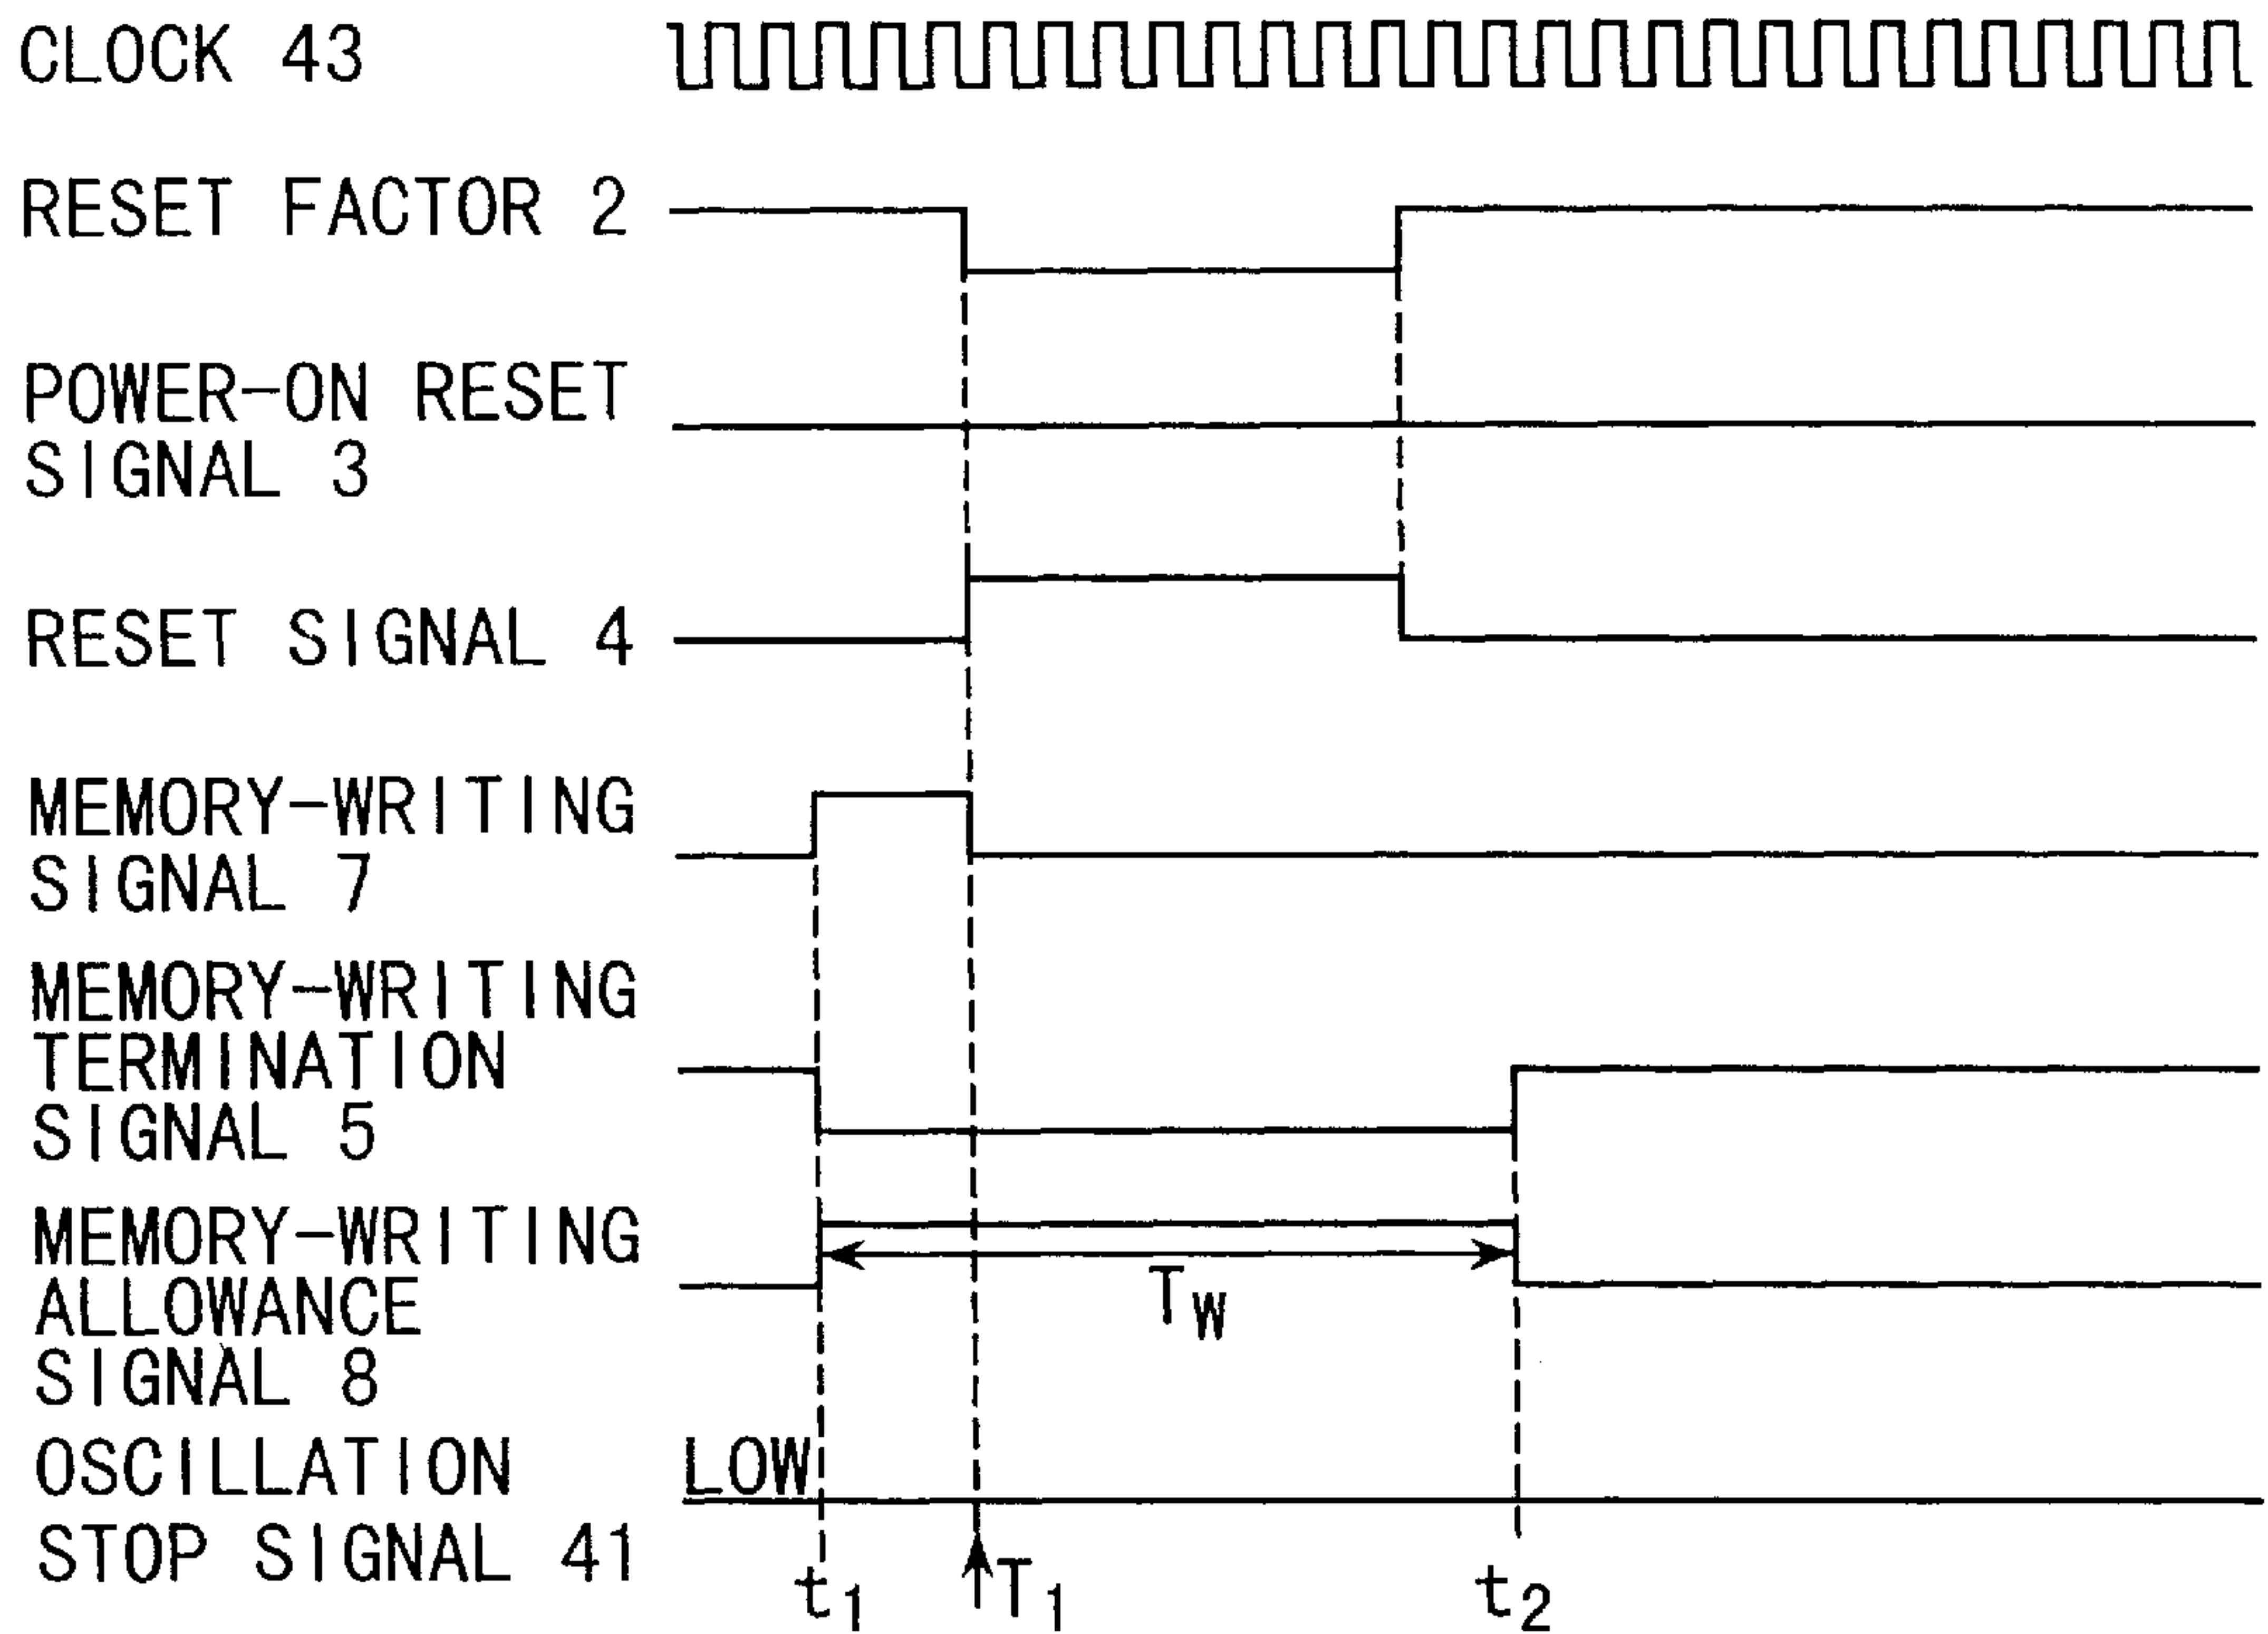 CLOCK 43
RESET FACTOR 2
POWER-ON RESET
SIGNAL 3
RESET SIGNAL 4
MEMORY-WRITING
SIGNAL 7
MEMORY-WRITING
TERMINATION
SIGNAL 5
MEMORY-WRITING
ALLOWANCE
SIGNAL 8
TW
OSCILLATION
STOP SIGNAL 41
LOW
t1
T1
t2